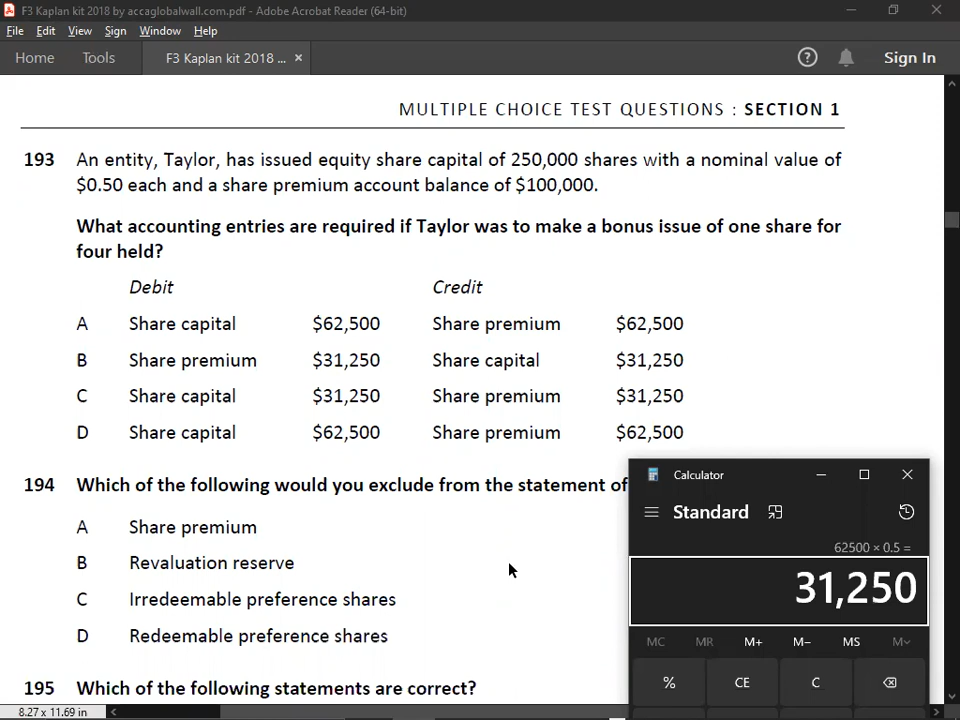 F3 Kaplan kit 2018 by accaglobalwall.com.pdf - Adobe Acrobat Reader (64-bit)
File Edit View Sign Window Help
Home Tools F3 Kaplan kit 2018 ... × Sign In
MULTIPLE CHOICE TEST QUESTIONS : SECTION 1
193 An entity, Taylor, has issued equity share capital of 250,000 shares with a nominal value of
$0.50 each and a share premium account balance of $100,000.
What accounting entries are required if Taylor was to make a bonus issue of one share for
four held?
Debit Credit
A Share capital $62,500 Share premium $62,500
B Share premium $31,250 Share capital $31,250
C Share capital $31,250 Share premium $31,250
D Share capital $62,500 Share premium $62,500
194 Which of the following would you exclude from the statement of
A Share premium
B Revaluation reserve
C Irredeemable preference shares
D Redeemable preference shares
195 Which of the following statements are correct?
8.27 x 11.69 in
Calculator
Standard
62500 × 0.5 =
31,250
MC MR M+ M− MS M˅
% CE C